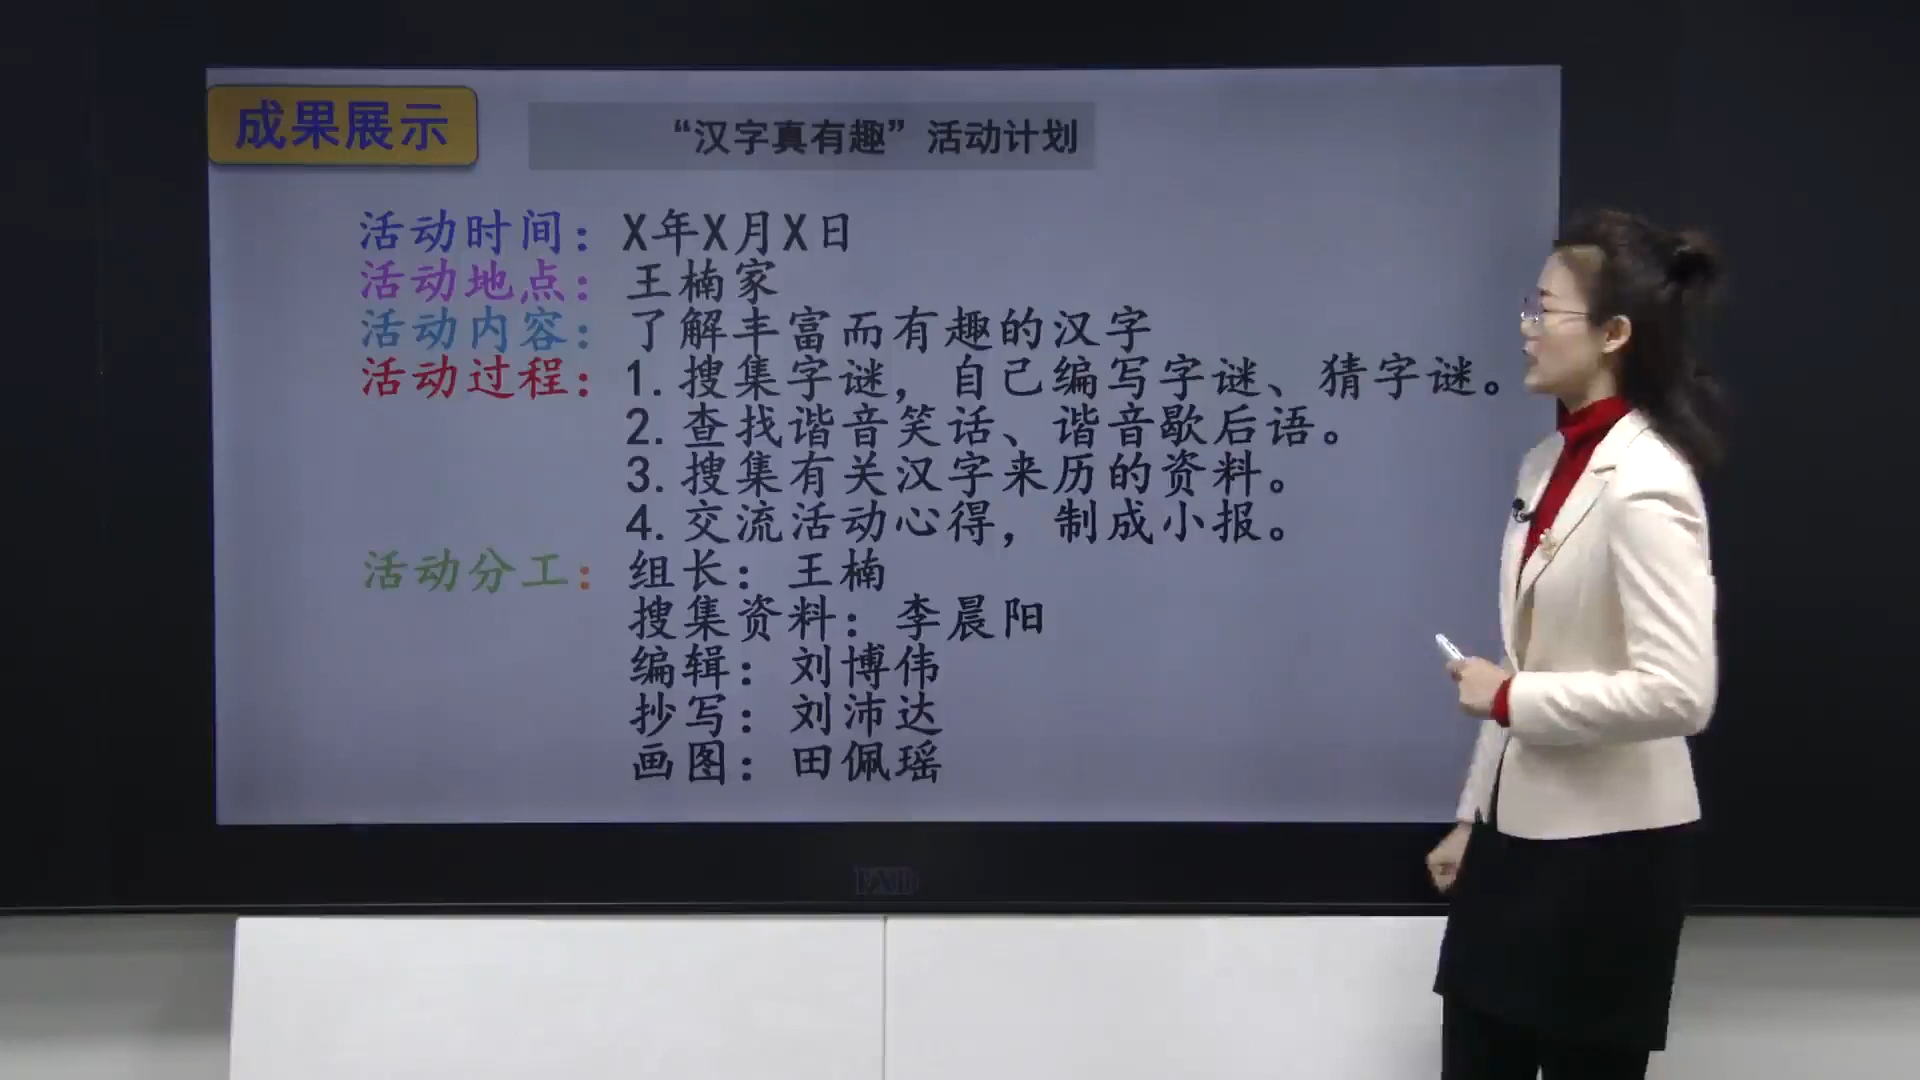 成果展示
“汉字真有趣”活动计划
活动时间：X年X月X日
活动地点：王楠家
活动内容：了解丰富而有趣的汉字
活动过程：1.搜集字谜，自己编写字谜、猜字谜。
2.查找谐音笑话、谐音歇后语。
3.搜集有关汉字来历的资料。
4.交流活动心得，制成小报。
活动分工：组长：王楠
搜集资料：李晨阳
编辑：刘博伟
抄写：刘沛达
画图：田佩瑶